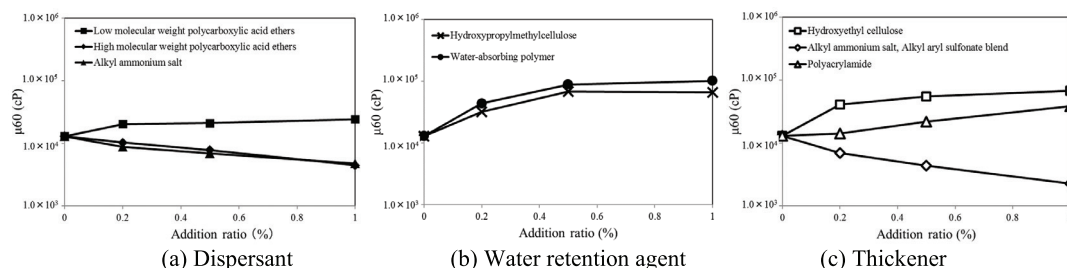 1.0×10⁶
1.0×10⁵
1.0×10⁴
1.0×10³
μ60 (cP)
Low molecular weight polycarboxylic acid ethers
High molecular weight polycarboxylic acid ethers
Alkyl ammonium salt
0 0.2 0.4 0.6 0.8 1
Addition ratio (%)
(a) Dispersant
1.0×10⁶
1.0×10⁵
1.0×10⁴
1.0×10³
μ60 (cP)
Hydroxypropylmethylcellulose
Water-absorbing polymer
0 0.2 0.4 0.6 0.8 1
Addition ratio (%)
(b) Water retention agent
1.0×10⁶
1.0×10⁵
1.0×10⁴
1.0×10³
μ60 (cP)
Hydroxyethyl cellulose
Alkyl ammonium salt, Alkyl aryl sulfonate blend
Polyacrylamide
0 0.2 0.4 0.6 0.8
Addition ratio (%)
(c) Thickener